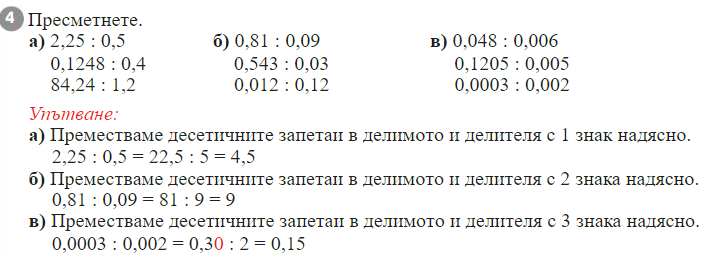 4 Пресметнете.
а) 2,25 : 0,5 б) 0,81 : 0,09 в) 0,048 : 0,006
0,1248 : 0,4 0,543 : 0,03 0,1205 : 0,005
84,24 : 1,2 0,012 : 0,12 0,0003 : 0,002
Упътване:
а) Преместваме десетичните запетаи в делимото и делителя с 1 знак надясно.
2,25 : 0,5 = 22,5 : 5 = 4,5
б) Преместваме десетичните запетаи в делимото и делителя с 2 знака надясно.
0,81 : 0,09 = 81 : 9 = 9
в) Преместваме десетичните запетаи в делимото и делителя с 3 знака надясно.
0,0003 : 0,002 = 0,30 : 2 = 0,15